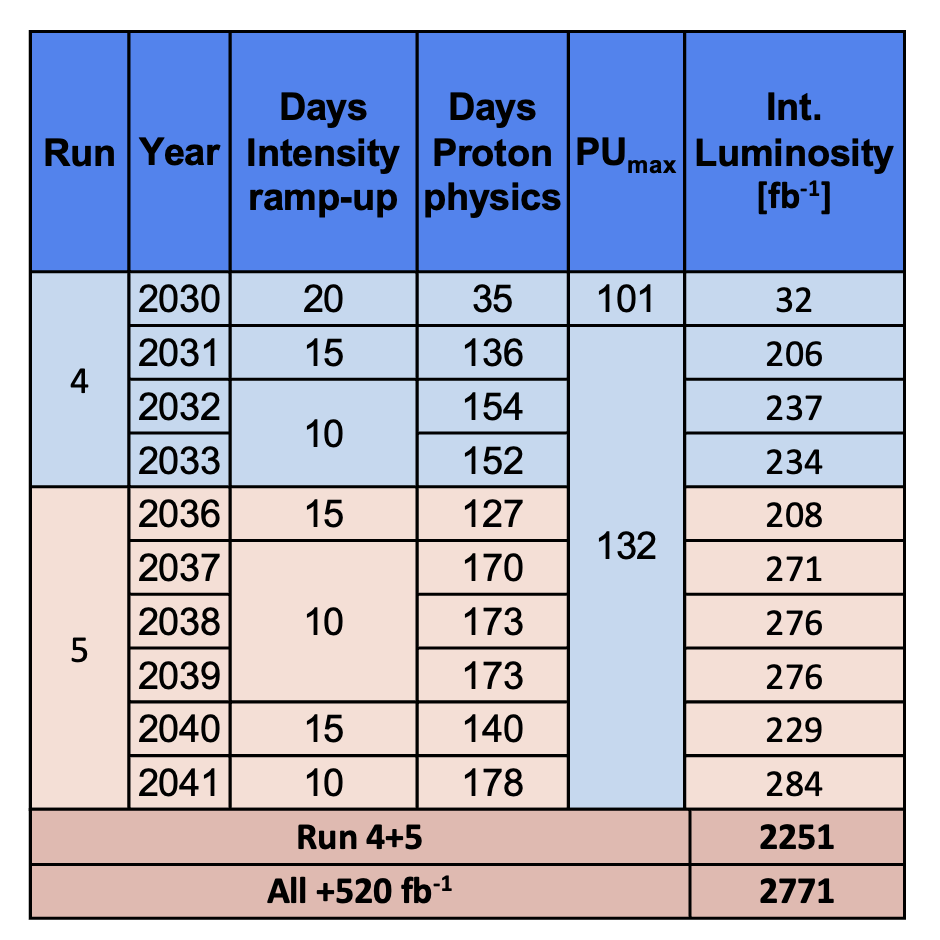 Run Year Days Intensity ramp-up Days Proton physics PUmax Int. Luminosity [fb-1]
4 2030 20 35 101 32
2031 15 136 132 206
2032 10 154 237
2033 152 234
5 2036 15 127 208
2037 10 170 271
2038 173 276
2039 173 276
2040 15 140 229
2041 10 178 284
Run 4+5 2251
All +520 fb-1 2771